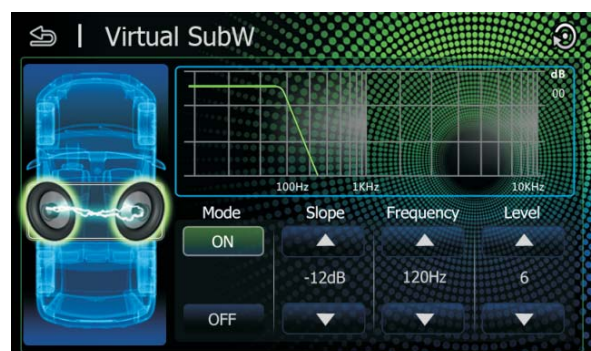 Virtual SubW
dB
00
100Hz 1KHz 10KHz
Mode Slope Frequency Level
ON
-12dB 120Hz 6
OFF